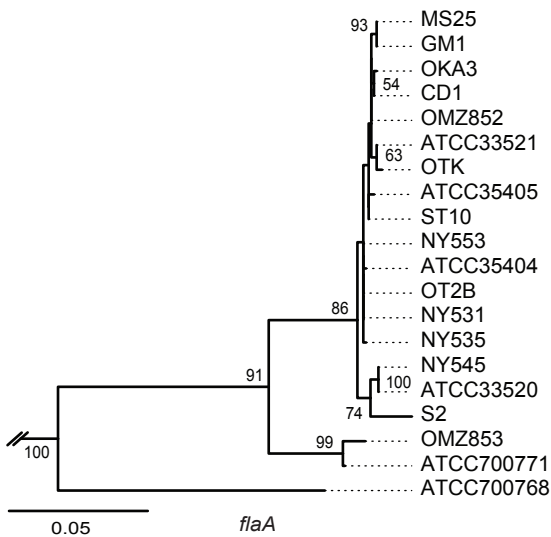 93
MS25
GM1
OKA3
54
CD1
OMZ852
ATCC33521
63
OTK
ATCC35405
ST10
NY553
ATCC35404
OT2B
86
NY531
NY535
NY545
91
100
ATCC33520
74
S2
99
OMZ853
100
ATCC700771
ATCC700768
0.05
flaA